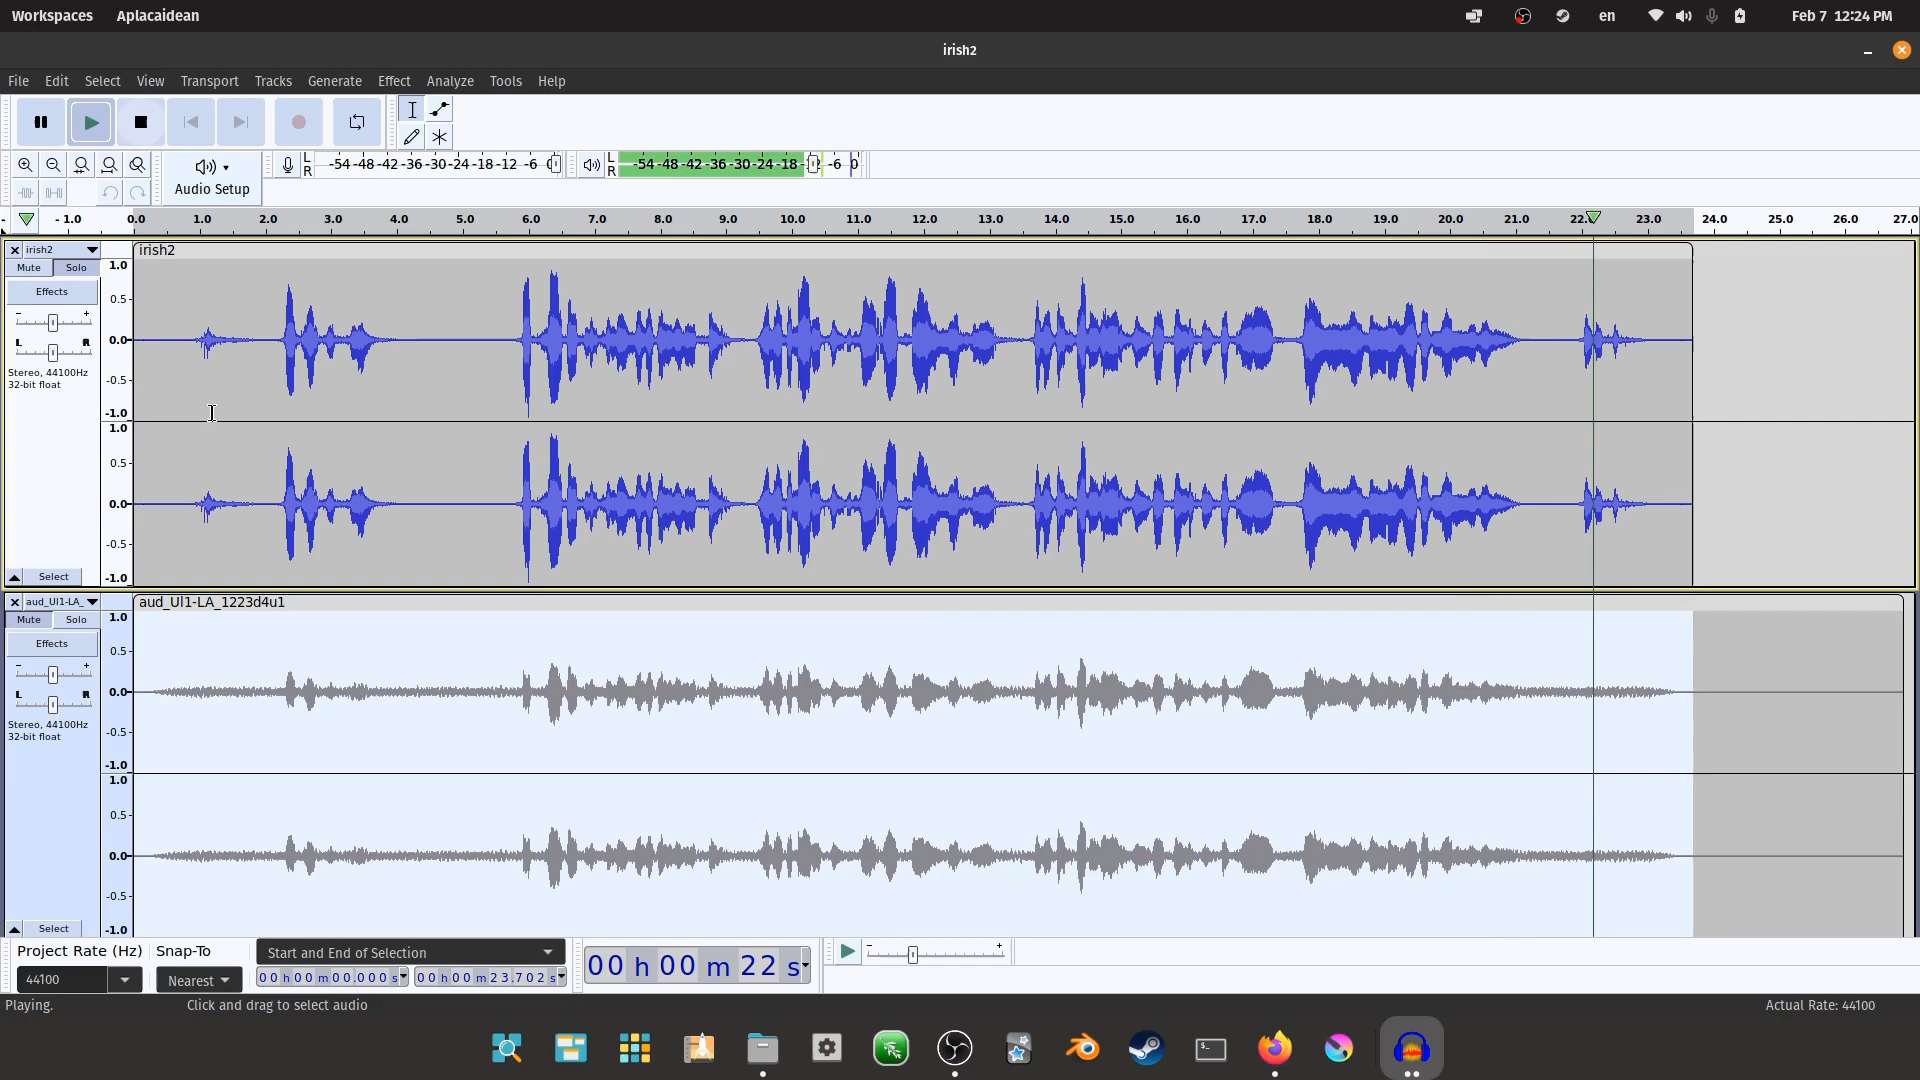 Workspaces Aplacaidean en Feb 7 12:24 PM
irish2
File Edit Select View Transport Tracks Generate Effect Analyze Tools Help
L R -54 -48 -42 -36 -30 -24 -18 -12 -6 0 L R -54 -48 -42 -36 -30 -24 -18 -6 0
Audio Setup
-1.0 0.0 1.0 2.0 3.0 4.0 5.0 6.0 7.0 8.0 9.0 10.0 11.0 12.0 13.0 14.0 15.0 16.0 17.0 18.0 19.0 20.0 21.0 23.0 24.0 25.0 26.0 27.0
irish2 irish2
Mute Solo 1.0
Effects 0.5
- +
L R 0.0
Stereo, 44100Hz
32-bit float -0.5
-1.0
1.0
0.5
0.0
-0.5
Select -1.0
aud_Ul1-LA_ aud_Ul1-LA_1223d4u1
Mute Solo 1.0
Effects 0.5
- +
L R 0.0
Stereo, 44100Hz
32-bit float -0.5
-1.0
1.0
0.5
0.0
-0.5
Select -1.0
Project Rate (Hz) Snap-To Start and End of Selection
44100 Nearest 00 h 00 m 00.000 s 00 h 00 m 23.702 s 00 h 00 m 22 s - +
Playing. Click and drag to select audio Actual Rate: 44100